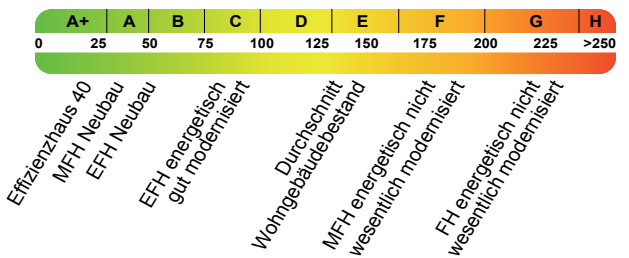 A+ A B C D E F G H
0 25 50 75 100 125 150 175 200 225 >250
Effizienzhaus 40
MFH Neubau
EFH Neubau
EFH energetisch
gut modernisiert
Durchschnitt
Wohngebäudebestand
MFH energetisch nicht
wesentlich modernisiert
FH energetisch nicht
wesentlich modernisiert